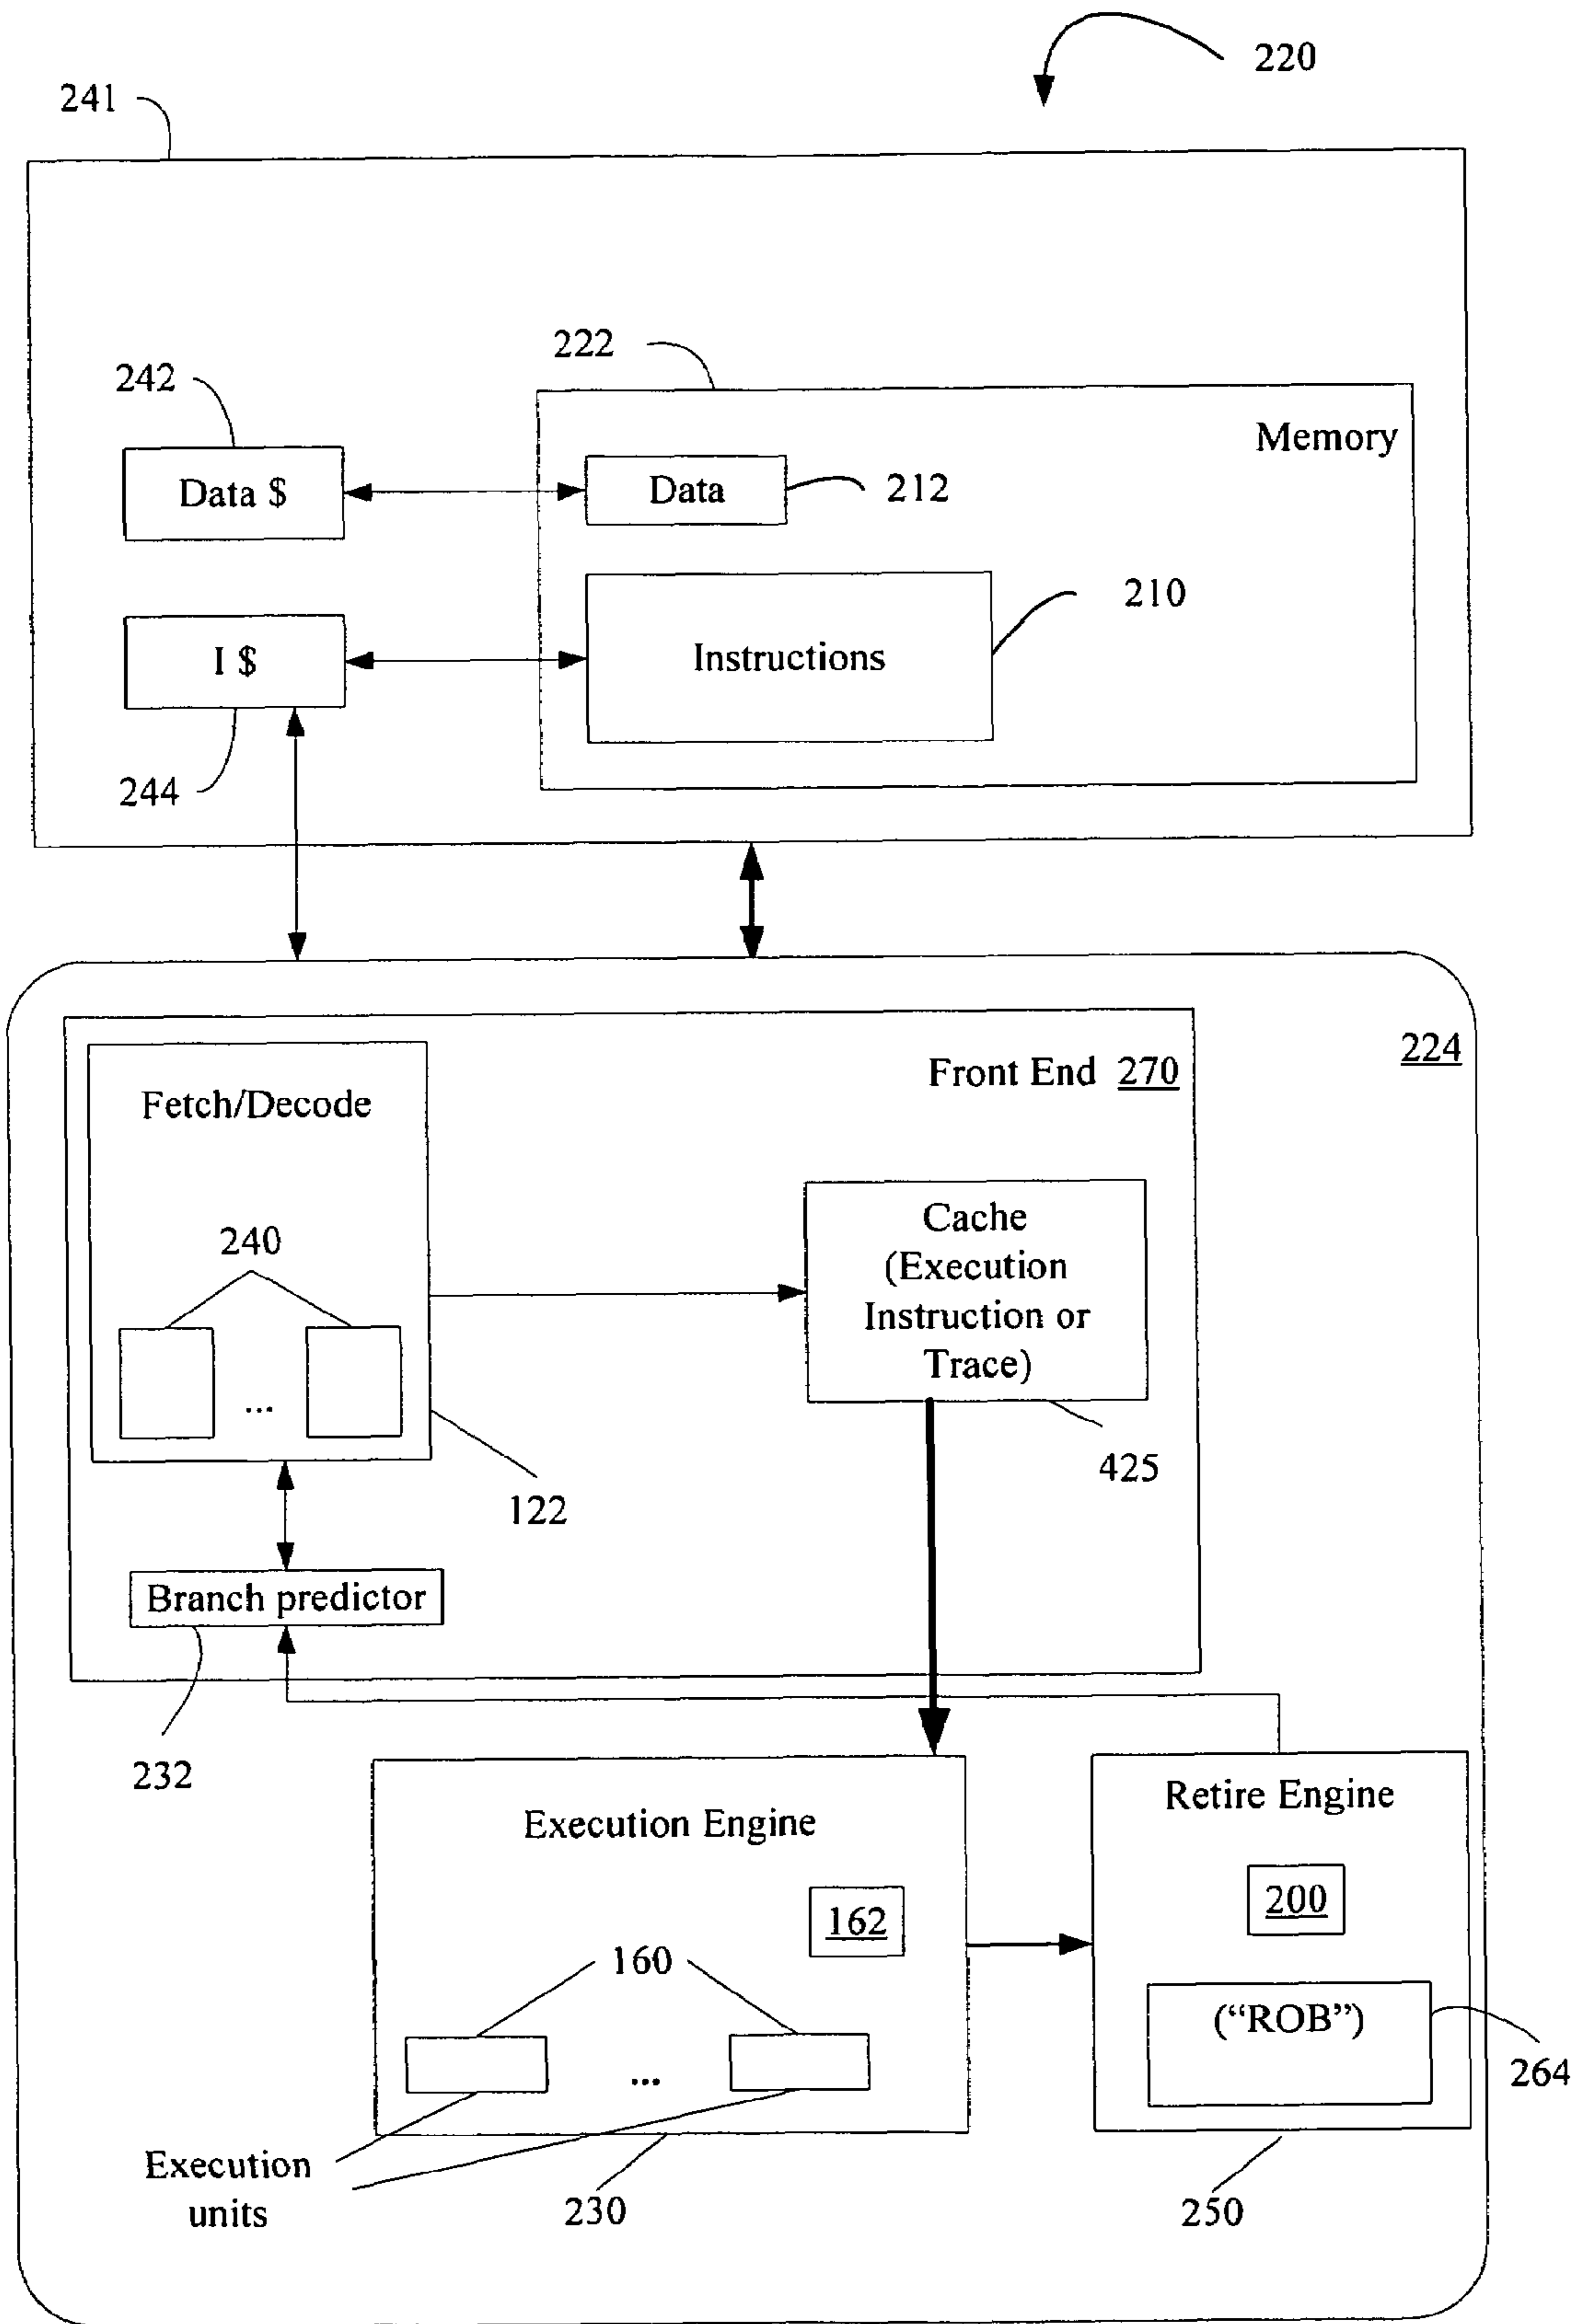 220
241
222
242
Memory
Data $
Data
212
210
I $
Instructions
244
224
Front End 270
Fetch/Decode
Cache
(Execution
Instruction or
Trace)
240
...
425
122
Branch predictor
232
Execution Engine
Retire Engine
162
200
160
("ROB")
...
264
Execution
units
230
250